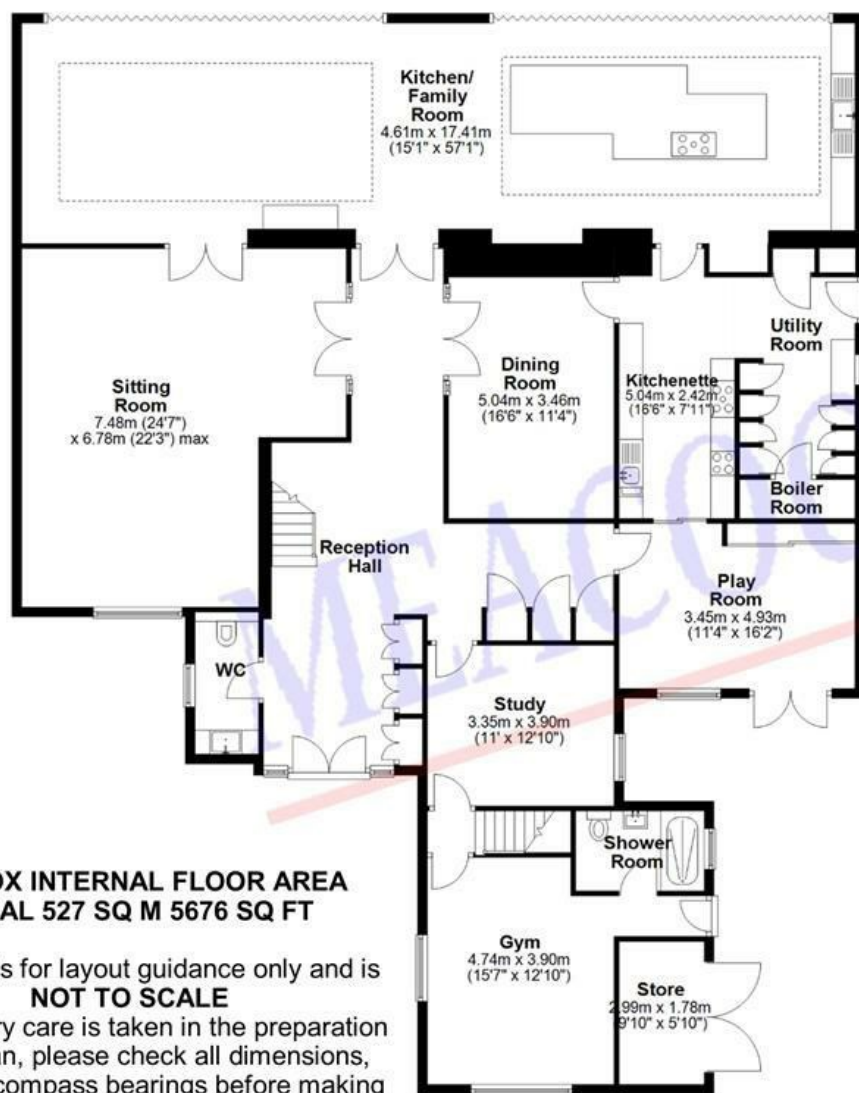 Kitchen/
Family
Room
4.61m x 17.41m
(15'1" x 57'1")
Utility
Room
Dining
Room
5.04m x 3.46m
(16'6" x 11'4")
Kitchenette
5.04m x 2.42m
(16'6" x 7'11")
Sitting
Room
7.48m (24'7")
x 6.78m (22'3") max
Boiler
Room
Reception
Hall
Play
Room
3.45m x 4.93m
(11'4" x 16'2")
WC
Study
3.35m x 3.90m
(11' x 12'10")
MEACOC
Shower
Room
OX INTERNAL FLOOR AREA
AL 527 SQ M 5676 SQ FT
Gym
4.74m x 3.90m
(15'7" x 12'10")
Store
2.99m x 1.78m
(9'10" x 5'10")
s for layout guidance only and is
NOT TO SCALE
ry care is taken in the preparation
an, please check all dimensions,
compass bearings before making